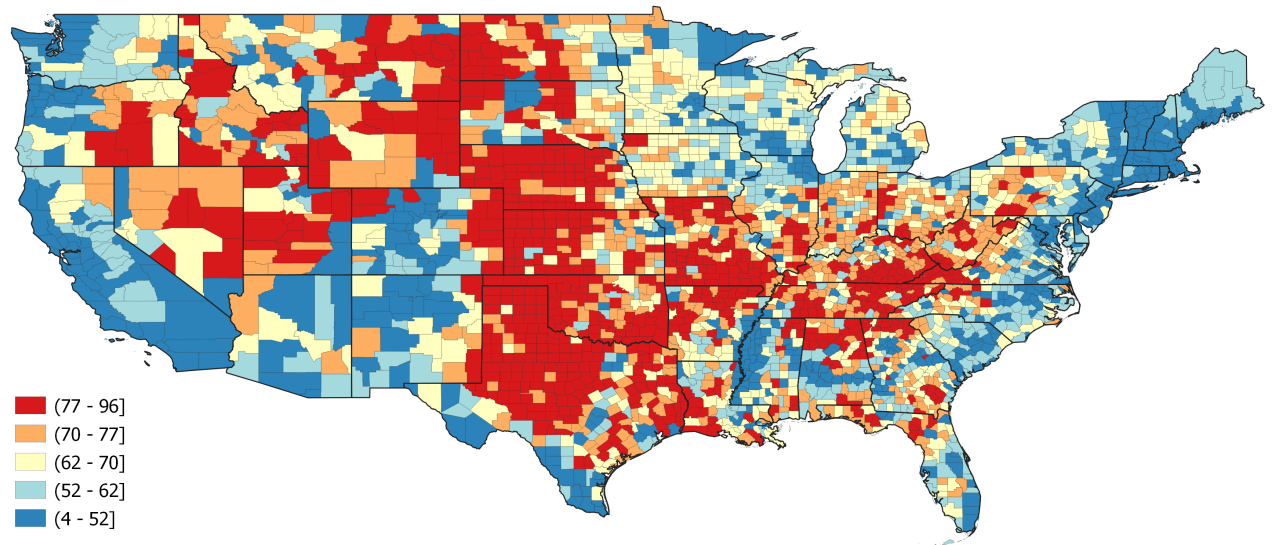 (77 - 96]
(70 - 77]
(62 - 70]
(52 - 62]
(4 - 52]